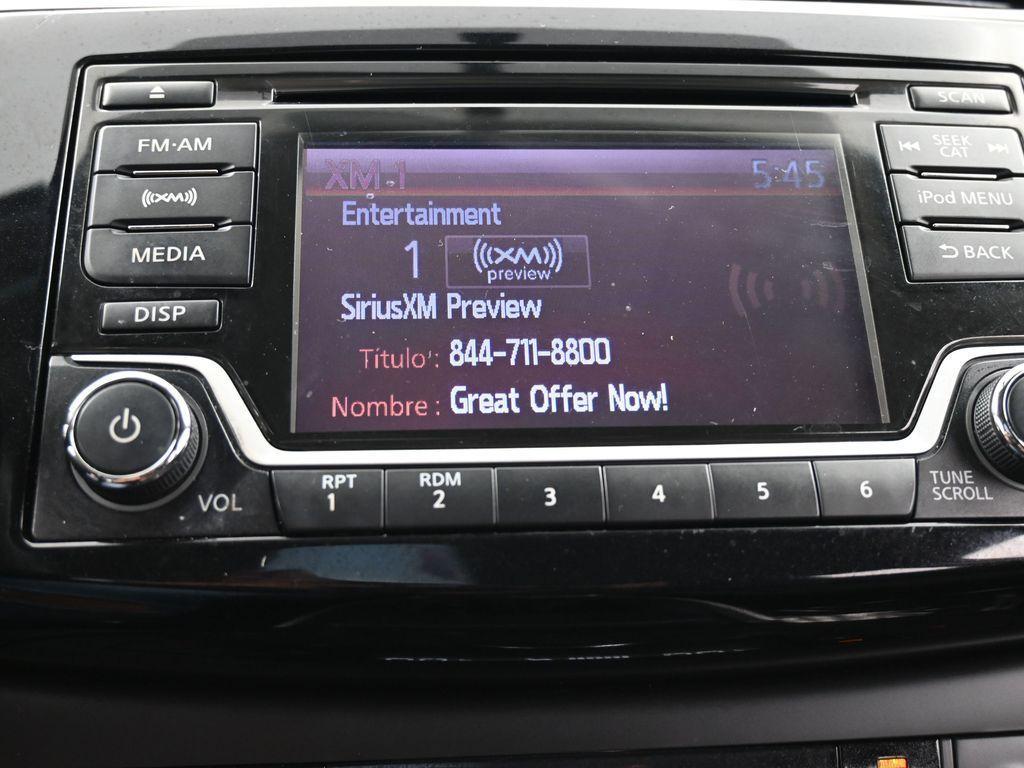 SCAN
FM·AM
XM
MEDIA
DISP
VOL
XM-1
5:45
Entertainment
1
XM
preview
SiriusXM Preview
Título: 844-711-8800
Nombre: Great Offer Now!
SEEK
CAT
iPod MENU
BACK
RPT
1
RDM
2
3
4
5
6
TUNE
SCROLL